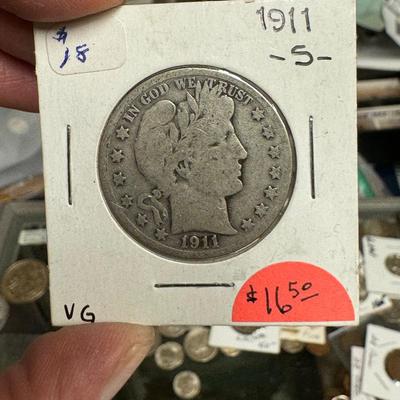 $
18
1911
-S-
IN GOD WE TRUST
1911
VG
$16.50